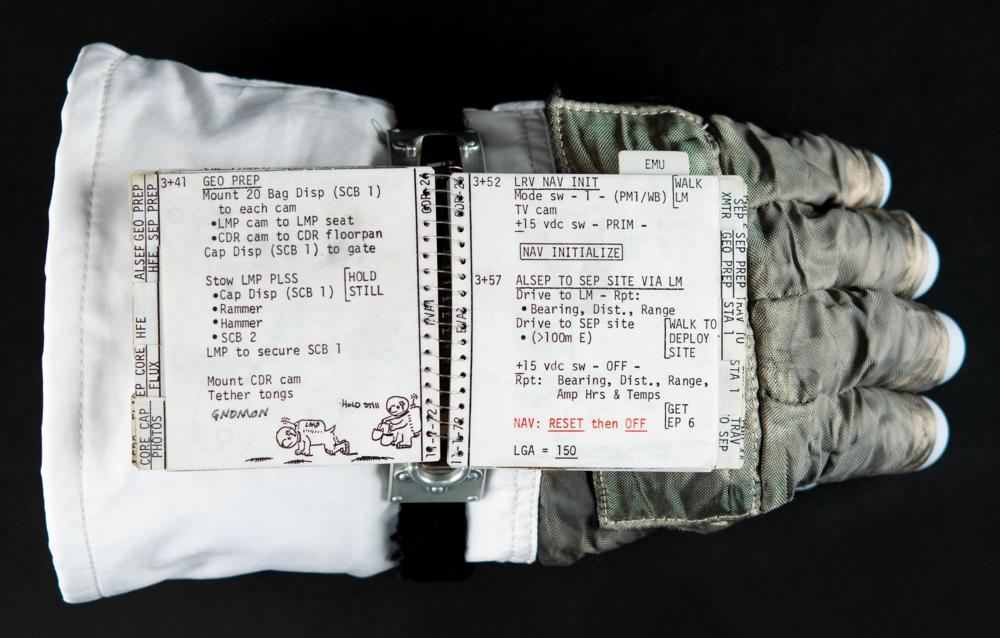 EMU
3+41 GEO PREP
Mount 20 Bag Disp (SCB 1)
to each cam
•LMP cam to LMP seat
•CDR cam to CDR floorpan
Cap Disp (SCB 1) to gate
Stow LMP PLSS [HOLD
•Cap Disp (SCB 1) STILL
•Rammer
•Hammer
•SCB 2
LMP to secure SCB 1
Mount CDR cam
Tether tongs
GNOMON
HOLD STILL
LMP
ALSEP GEO PREP
HFE SEP PREP
HFE
FLUX
CORE CAP
PHOTOS
CDR-24
3+52 LRV NAV INIT [WALK
Mode sw - 1 - (PM1/WB) LM
TV cam
+15 vdc sw - PRIM -
NAV INITIALIZE
3+57 ALSEP TO SEP SITE VIA LM
Drive to LM - Rpt:
•Bearing, Dist., Range
Drive to SEP site [WALK TO
•(>100m E) DEPLOY
SITE
+15 vdc sw - OFF -
Rpt: Bearing, Dist., Range,
Amp Hrs & Temps
[GET
NAV: RESET then OFF EP 6
LGA = 150
SEP SEP PREP
XMTR GEO PREP STA 1
STA 1